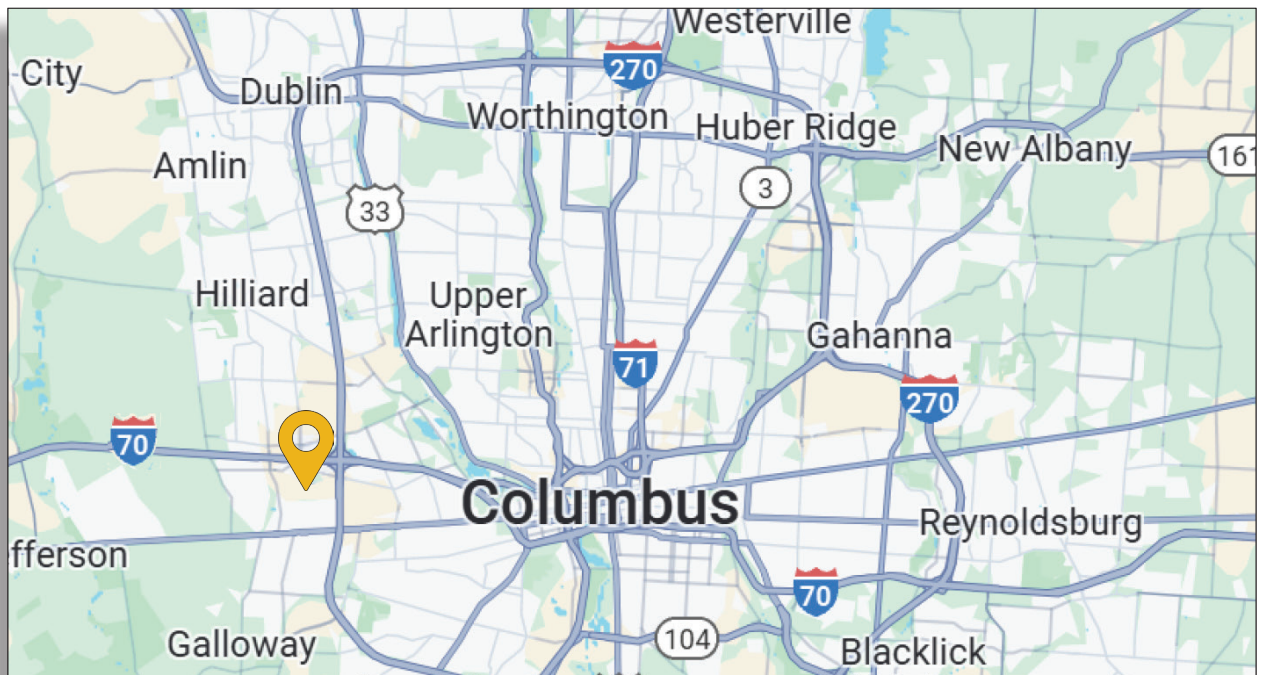 Westerville
270
City
Dublin
Worthington
Huber Ridge
New Albany
161
Amlin
3
33
Hilliard
Upper
Arlington
Gahanna
71
270
70
Columbus
Reynoldsburg
efferson
70
Galloway
104
Blacklick